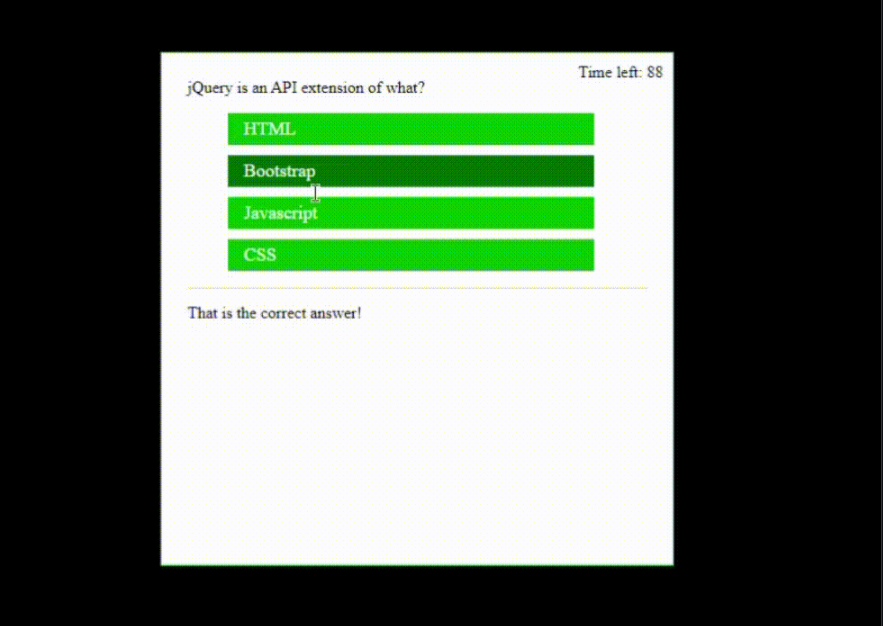 Time left: 88
jQuery is an API extension of what?
HTML
Bootstrap
Javascript
CSS
That is the correct answer!